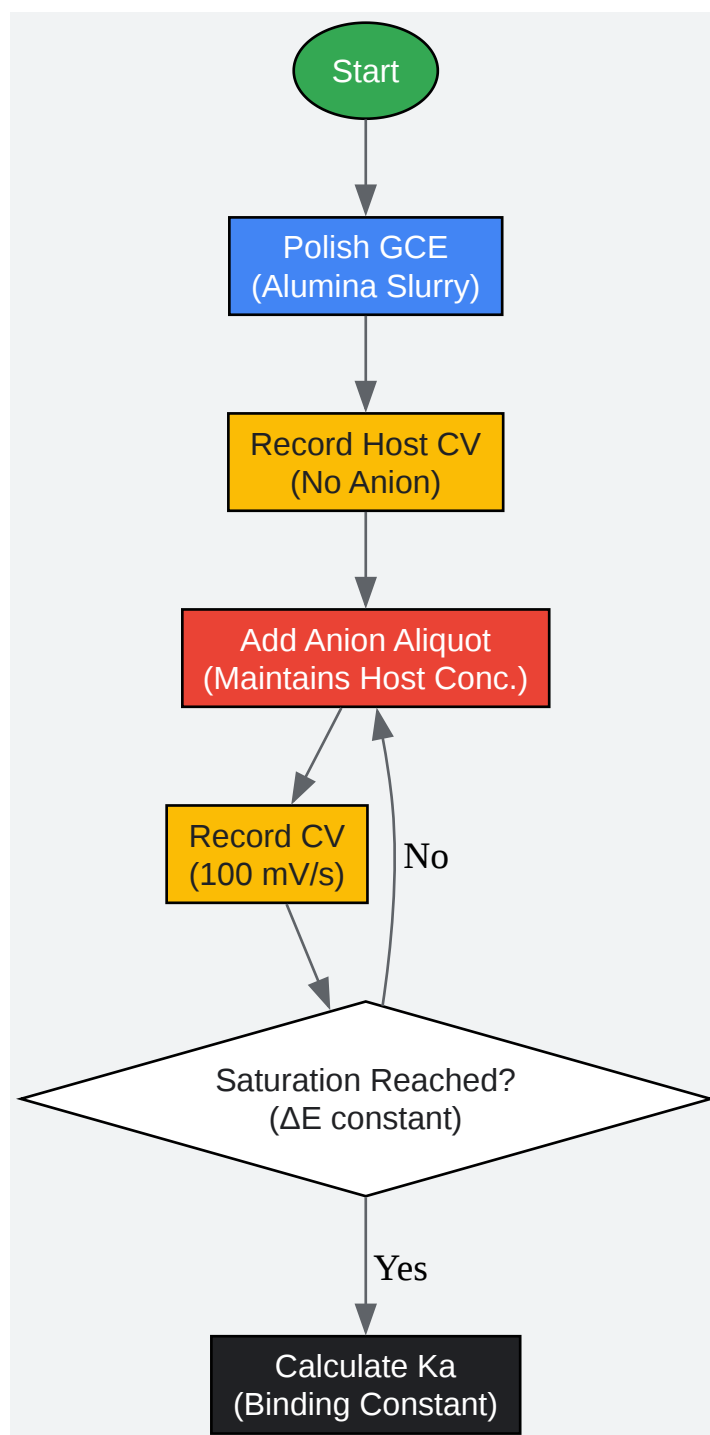 Start
Polish GCE
(Alumina Slurry)
Record Host CV
(No Anion)
Add Anion Aliquot
(Maintains Host Conc.)
Record CV
(100 mV/s)
No
Saturation Reached?
(ΔE constant)
Yes
Calculate Ka
(Binding Constant)